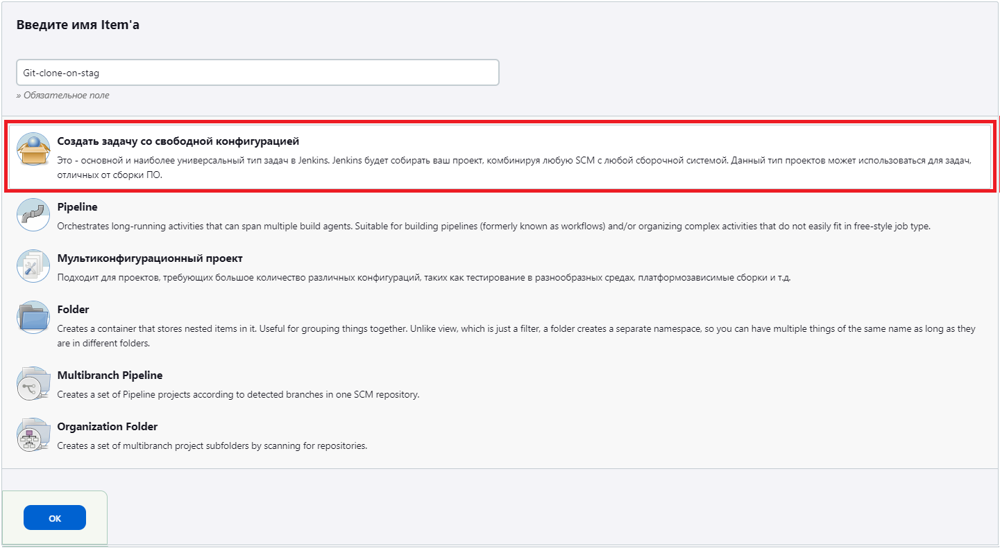 Введите имя Item'а
Git-clone-on-stag
» Обязательное поле
Создать задачу со свободной конфигурацией
Это - основной и наиболее универсальный тип задач в Jenkins. Jenkins будет собирать ваш проект, комбинируя любую SCM с любой сборочной системой. Данный тип проектов может использоваться для задач,
отличных от сборки ПО.
Pipeline
Orchestrates long-running activities that can span multiple build agents. Suitable for building pipelines (formerly known as workflows) and/or organizing complex activities that do not easily fit in free-style job type.
Мультиконфигурационный проект
Подходит для проектов, требующих большое количество различных конфигураций, таких как тестирование в разнообразных средах, платформозависимые сборки и т.д.
Folder
Creates a container that stores nested items in it. Useful for grouping things together. Unlike view, which is just a filter, a folder creates a separate namespace, so you can have multiple things of the same name as long as they
are in different folders.
Multibranch Pipeline
Creates a set of Pipeline projects according to detected branches in one SCM repository.
Organization Folder
Creates a set of multibranch project subfolders by scanning for repositories.
ОК